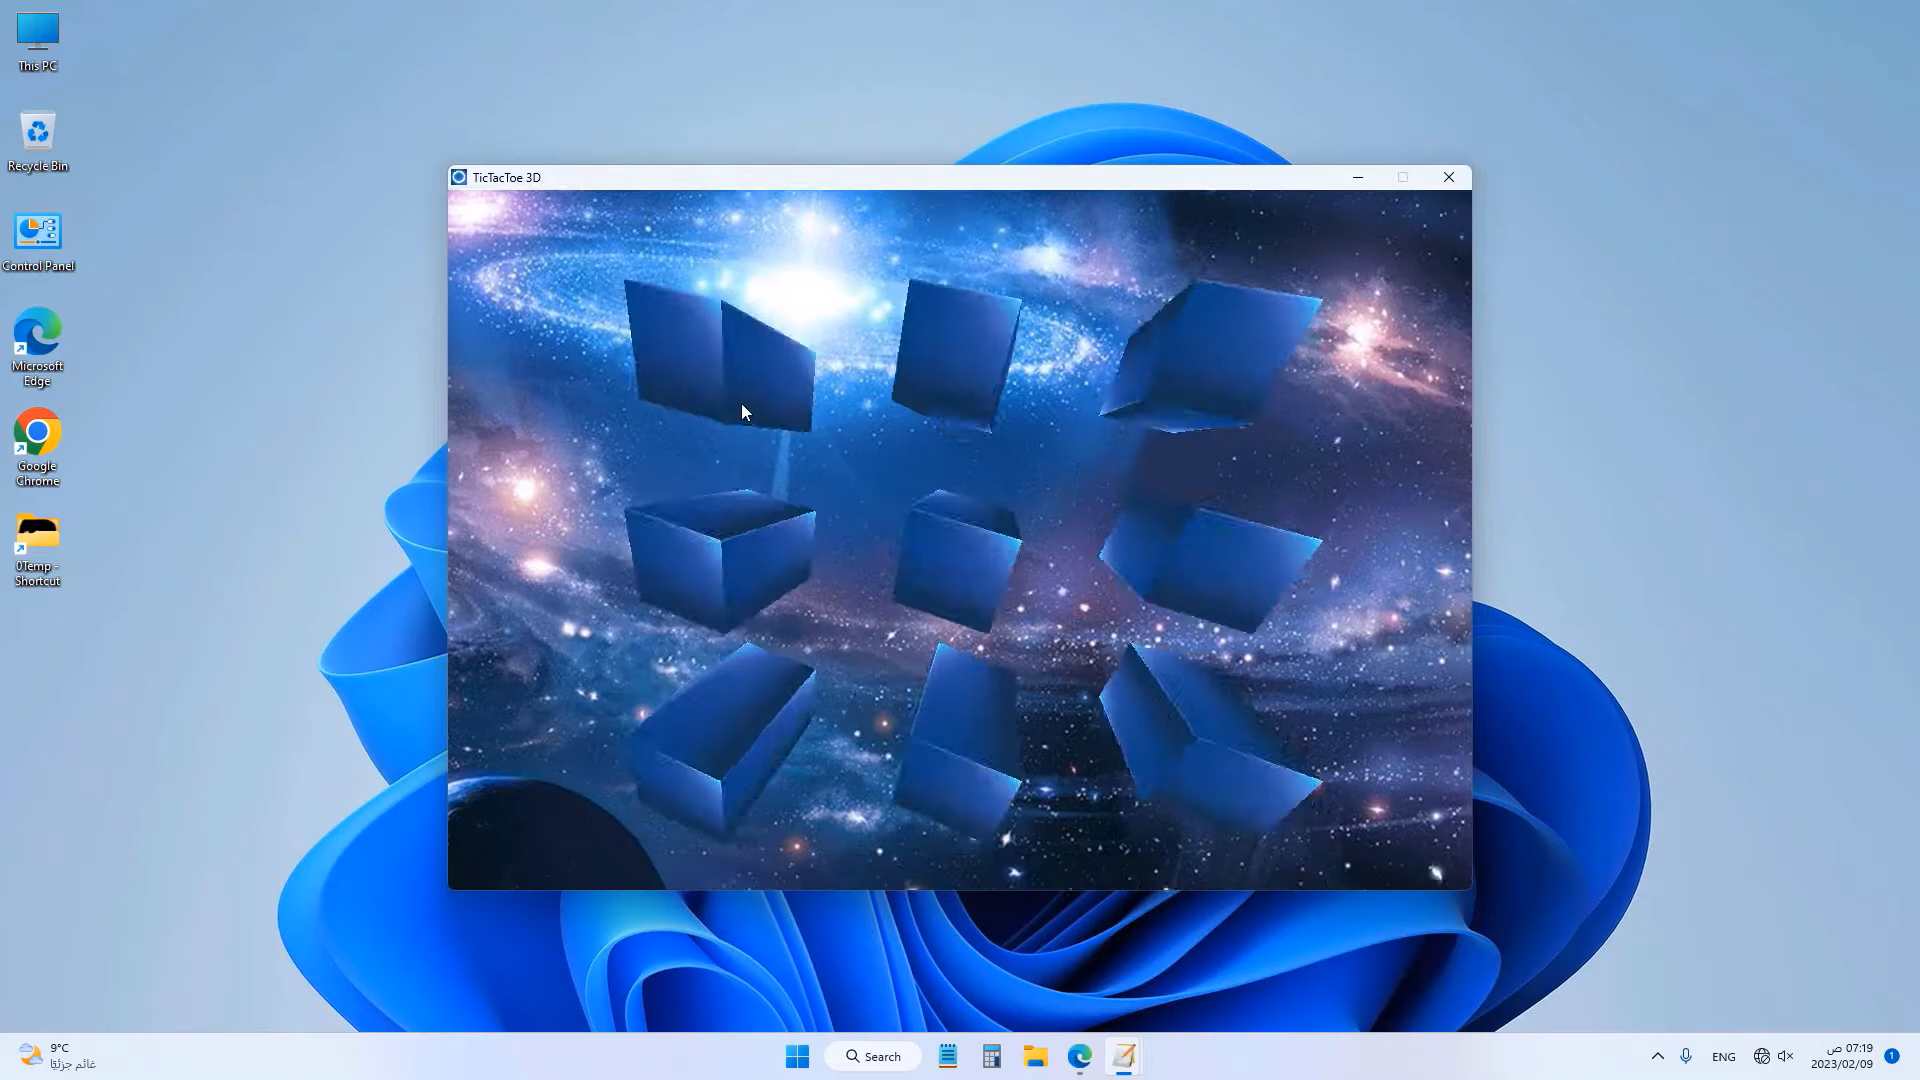 This PC
Recycle Bin
Control Panel
Microsoft
Edge
Google
Chrome
0Temp -
Shortcut
TicTacToe 3D
9°C
غائم جزئيًا
Search
ENG
07:19 ص
2023/02/09
1